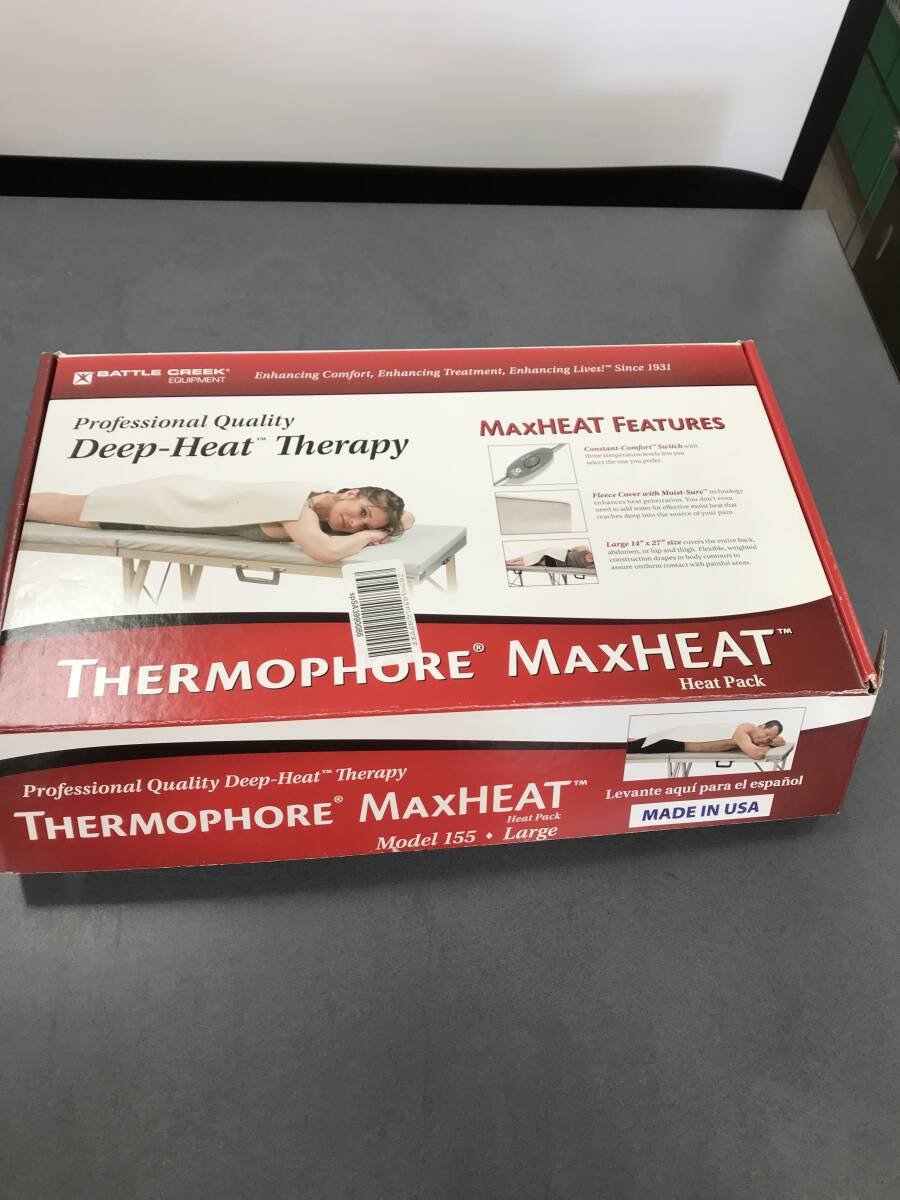 BATTLE CREEK®
EQUIPMENT
Enhancing Comfort, Enhancing Treatment, Enhancing Lives!™ Since 1931
Professional Quality
Deep-Heat™ Therapy
MAXHEAT FEATURES
Constant-Comfort™ Switch with
three temperature levels lets you
select the one you prefer.
Fleece Cover with Moist-Sure™ technology
enhances heat penetration. You don't even
need to add water for effective moist heat that
reaches deep into the source of your pain.
Large 14" x 27" size covers the entire back,
abdomen, or hip and thigh. Flexible, weighted
construction drapes to body contours to
assure uniform contact with painful areas.
THERMOPHORE® MAXHEAT™
Heat Pack
Professional Quality Deep-Heat™ Therapy
THERMOPHORE® MAXHEAT™
Heat Pack
Model 155 ♦ Large
Levante aquí para el español
MADE IN USA